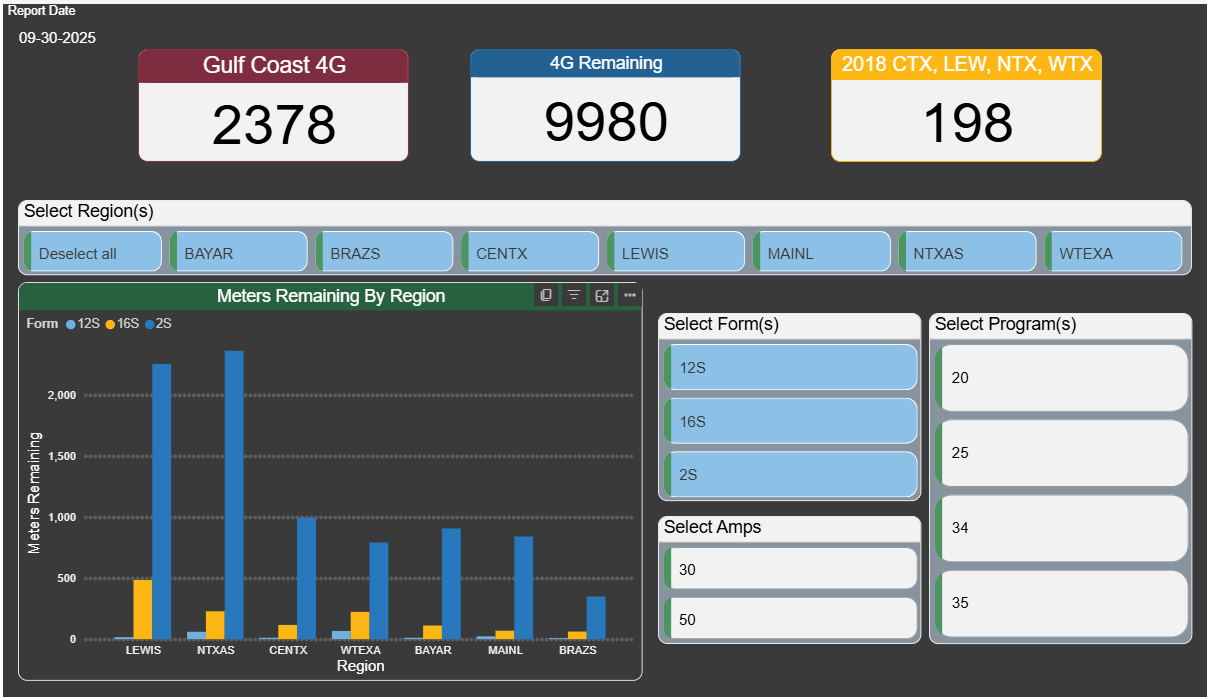 Report Date
09-30-2025
Gulf Coast 4G
2378
4G Remaining
9980
2018 CTX, LEW, NTX, WTX
198
Select Region(s)
Deselect all
BAYAR
BRAZS
CENTX
LEWIS
MAINL
NTXAS
WTEXA
Meters Remaining By Region
Form 12S 16S 2S
Meters Remaining
2,000
1,500
1,000
500
0
LEWIS NTXAS CENTX WTEXA BAYAR MAINL BRAZS
Region
Select Form(s)
12S
16S
2S
Select Amps
30
50
Select Program(s)
20
25
34
35